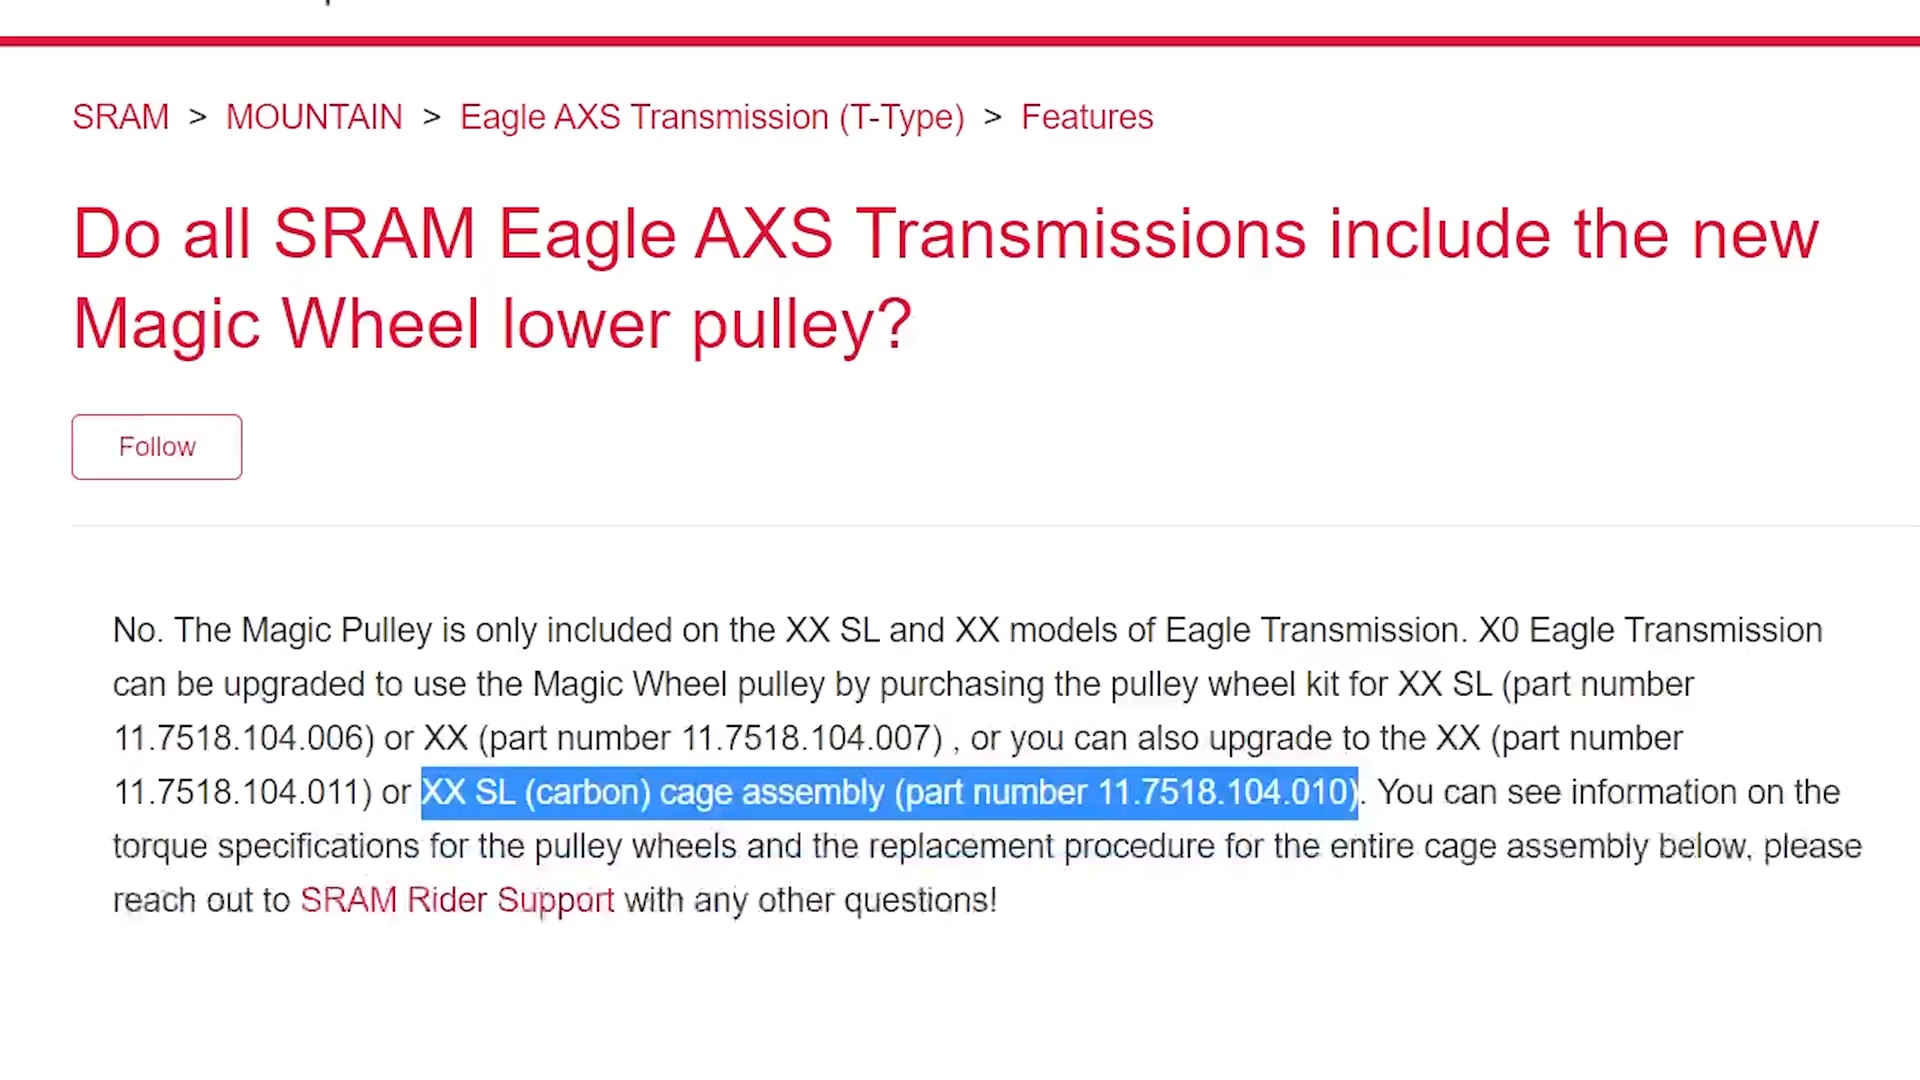 SRAM > MOUNTAIN > Eagle AXS Transmission (T-Type) > Features
Do all SRAM Eagle AXS Transmissions include the new
Magic Wheel lower pulley?
Follow
No. The Magic Pulley is only included on the XX SL and XX models of Eagle Transmission. X0 Eagle Transmission
can be upgraded to use the Magic Wheel pulley by purchasing the pulley wheel kit for XX SL (part number
11.7518.104.006) or XX (part number 11.7518.104.007) , or you can also upgrade to the XX (part number
11.7518.104.011) or XX SL (carbon) cage assembly (part number 11.7518.104.010). You can see information on the
torque specifications for the pulley wheels and the replacement procedure for the entire cage assembly below, please
reach out to SRAM Rider Support with any other questions!